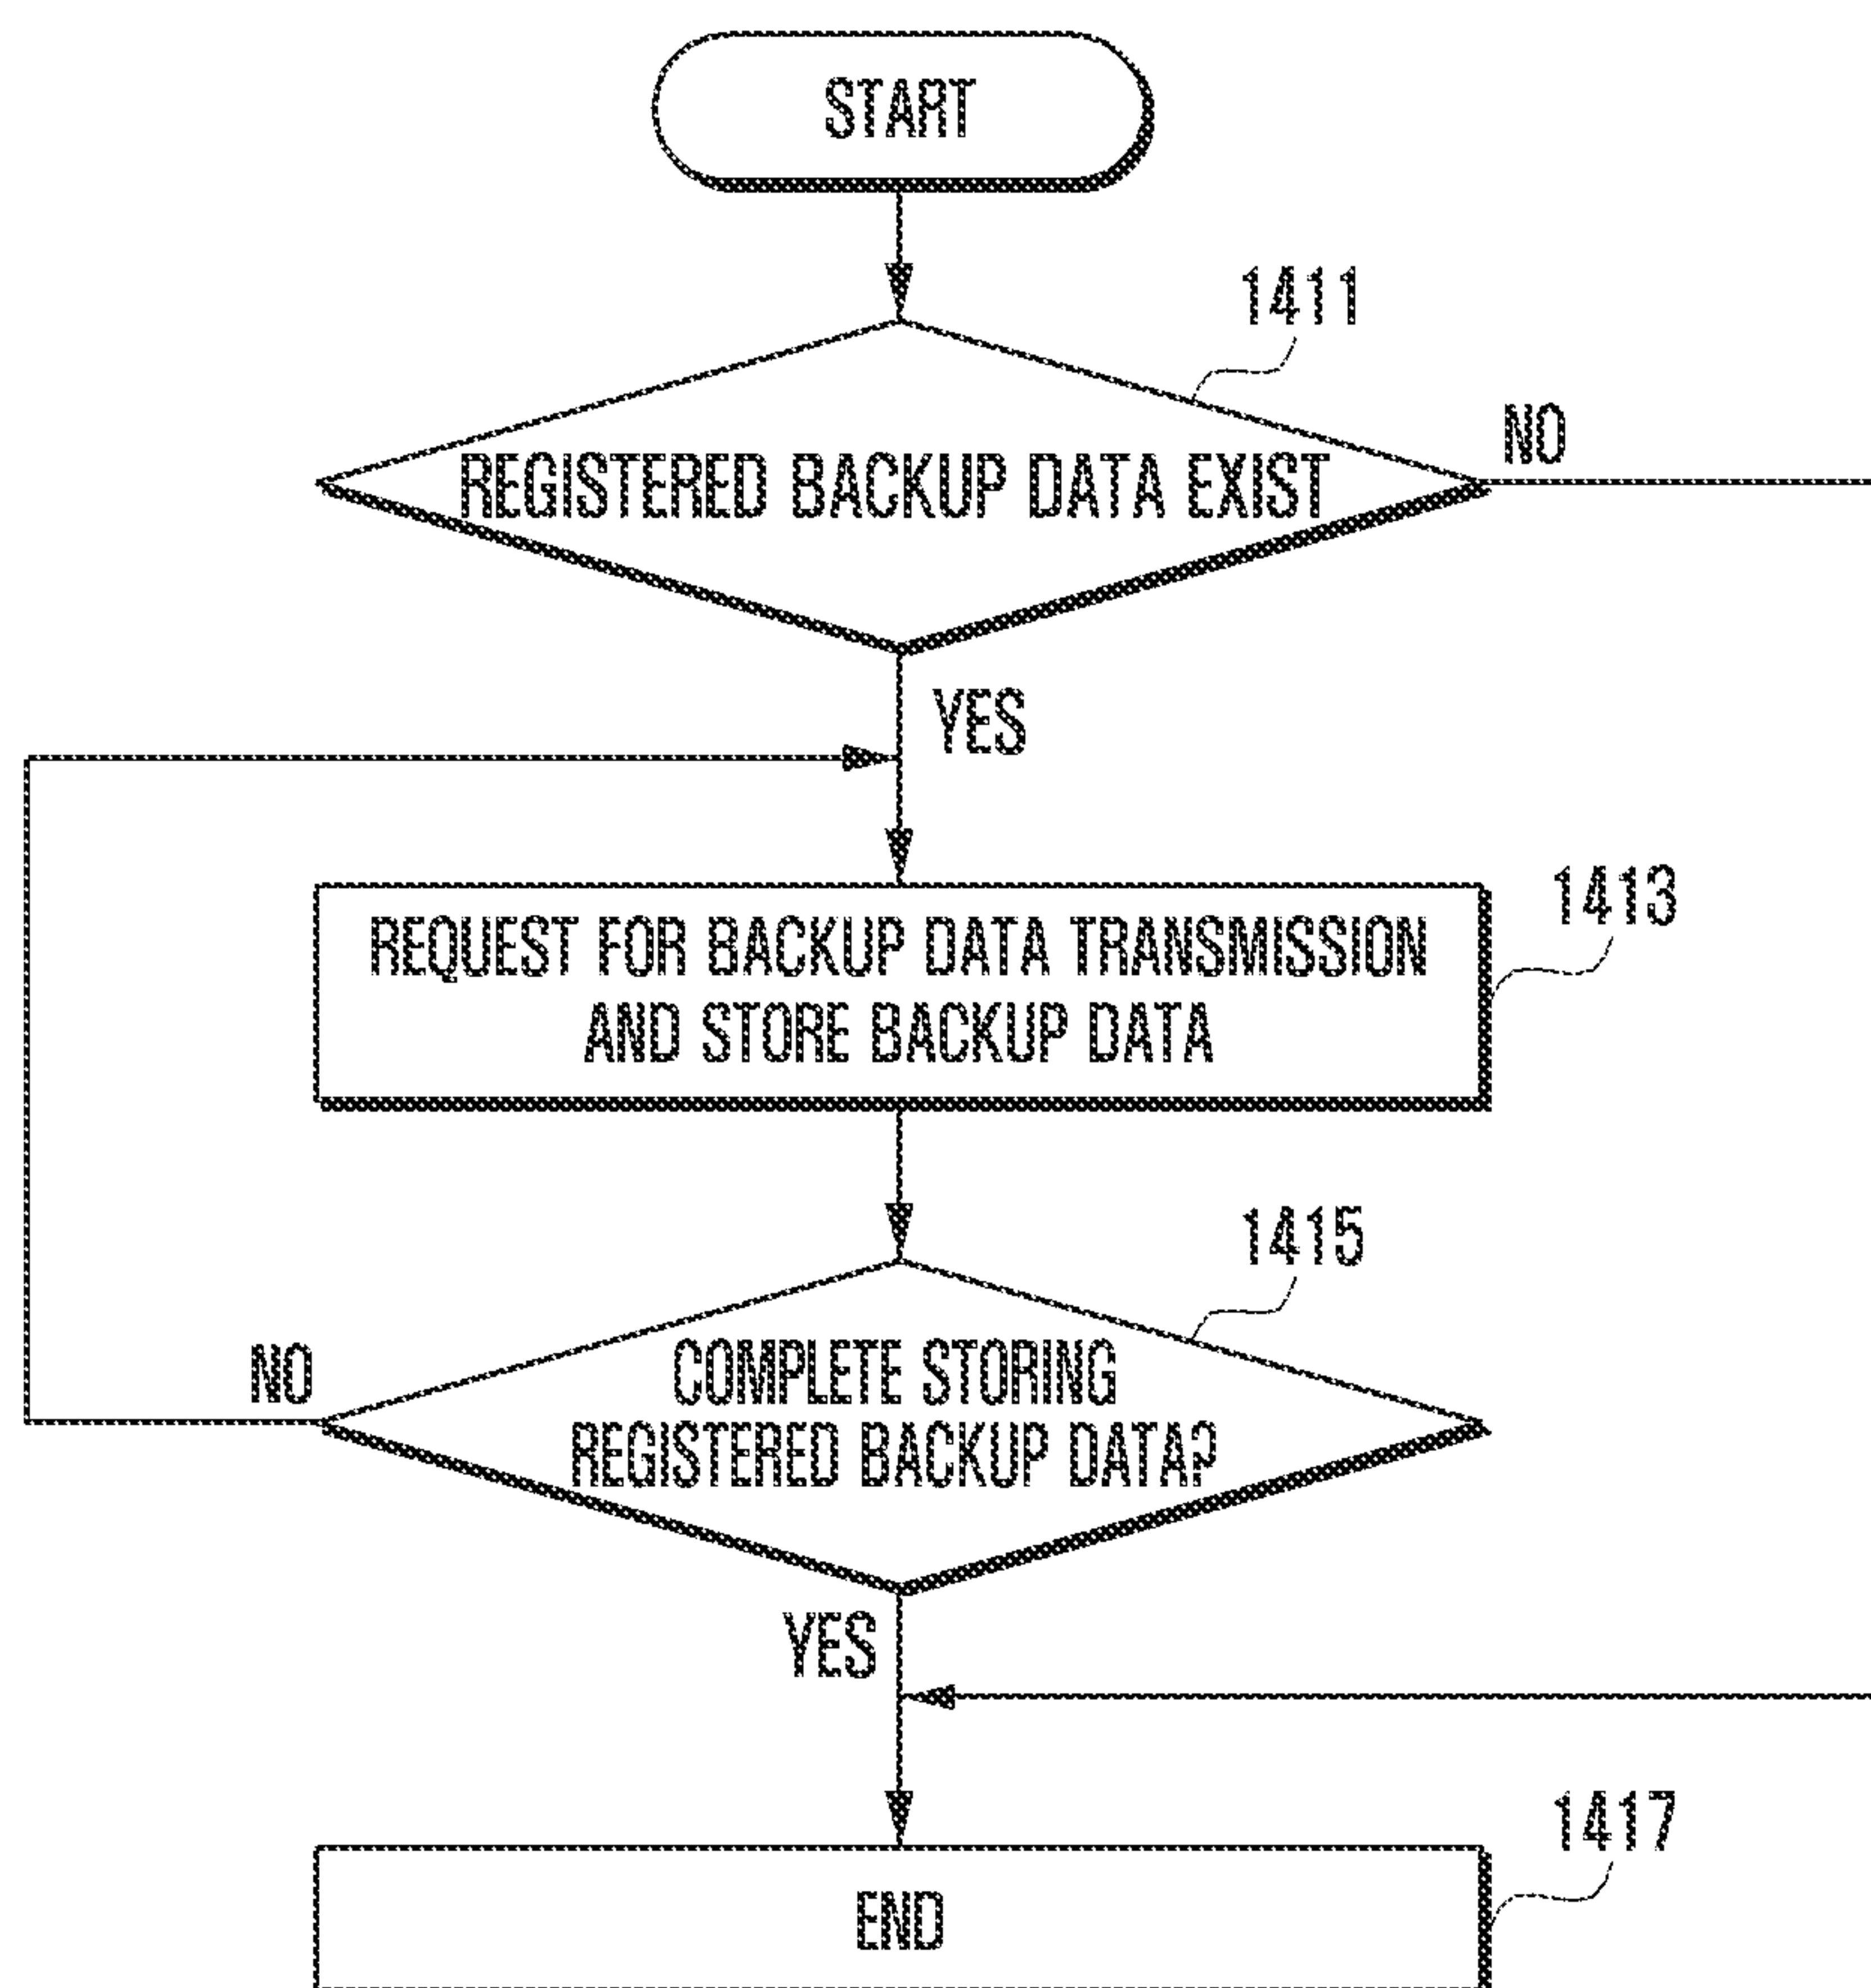 START
1411
REGISTERED BACKUP DATA EXIST
NO
YES
1413
REQUEST FOR BACKUP DATA TRANSMISSION
AND STORE BACKUP DATA
1415
COMPLETE STORING
REGISTERED BACKUP DATA?
NO
YES
1417
END